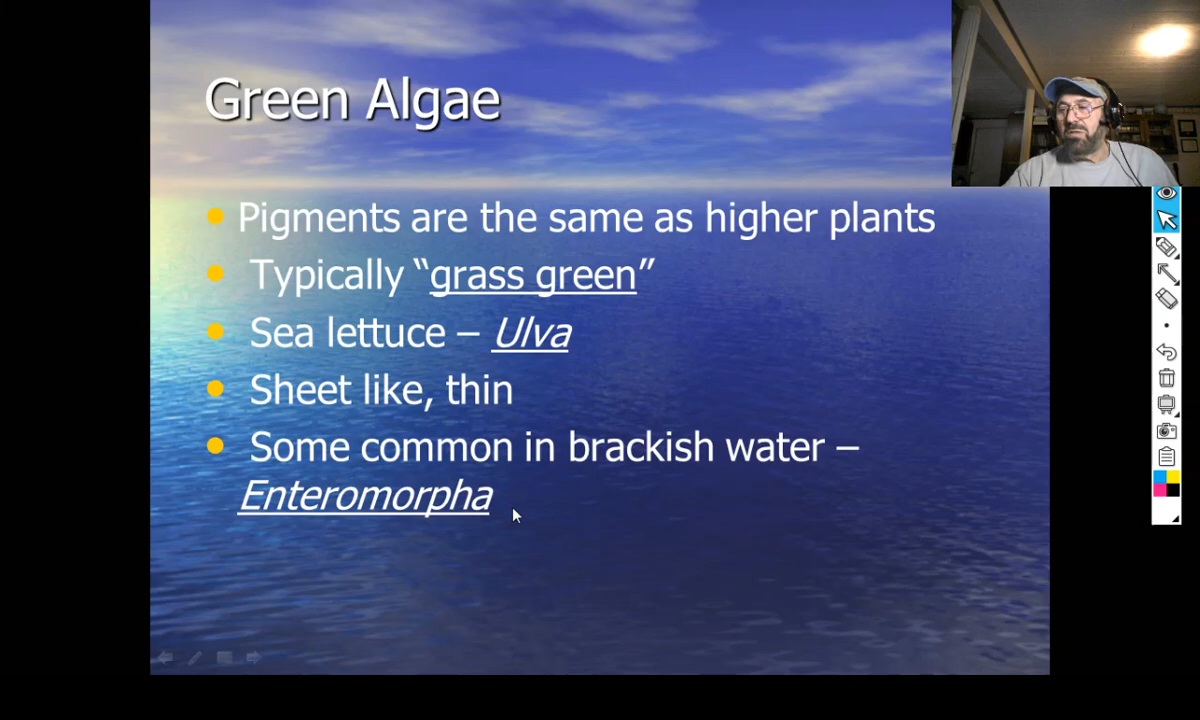 Green Algae
Pigments are the same as higher plants
Typically “grass green”
Sea lettuce – Ulva
Sheet like, thin
Some common in brackish water –
Enteromorpha